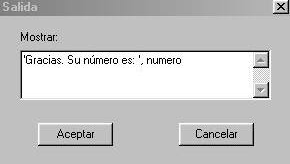 Salida
Mostrar:
'Gracias. Su número es: ', numero
Aceptar
Cancelar